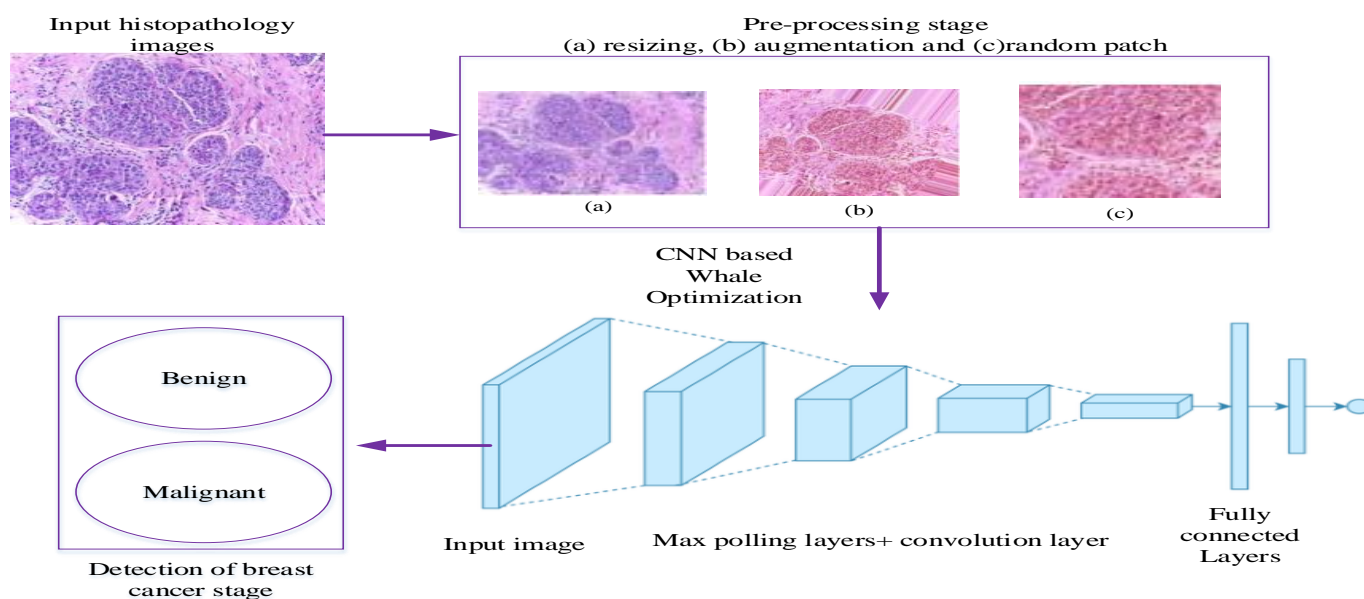 Input histopathology
images
Pre-processing stage
(a) resizing, (b) augmentation and (c)random patch
(a)
(b)
(c)
CNN based
Whale
Optimization
Benign
Malignant
Detection of breast
cancer stage
Input image
Max polling layers+ convolution layer
Fully
connected
Layers